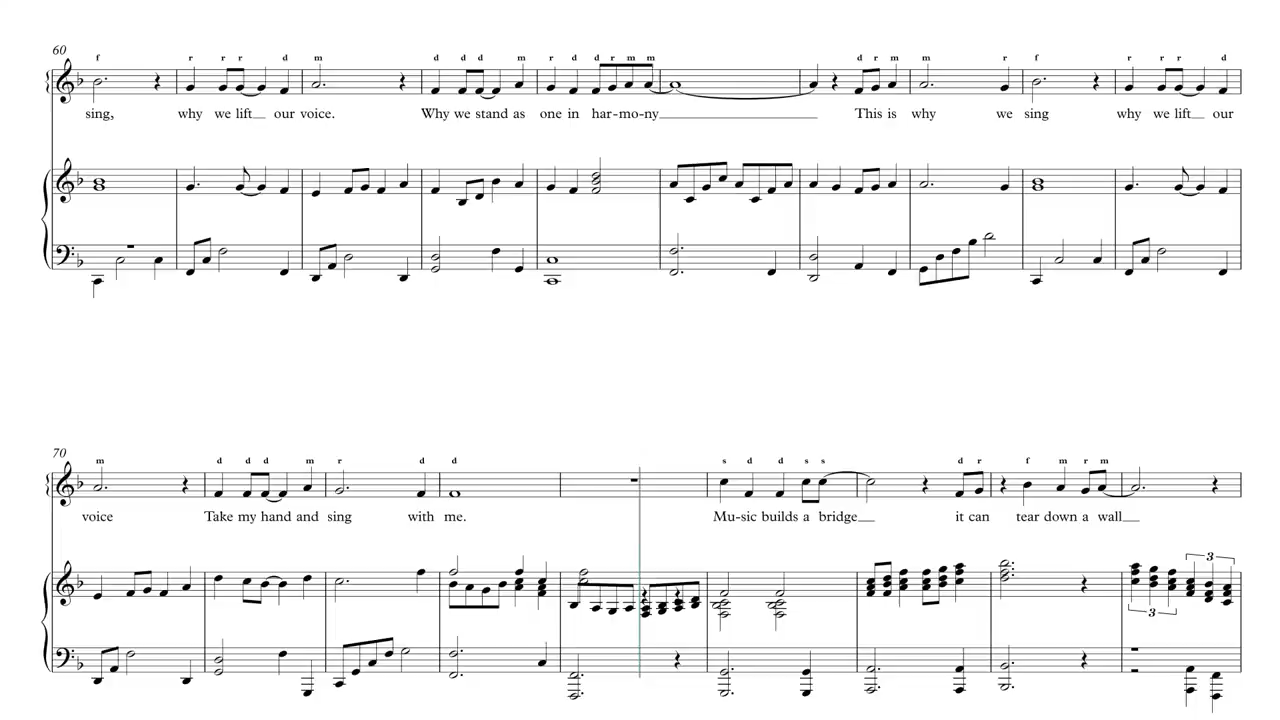 60
f r r r d m d d d m r d d r m m d r m m r f r r r d
sing, why we lift our voice. Why we stand as one in har-mo-ny This is why we sing why we lift our
70
m d d d m r d d s d d s s d r f m r m
voice Take my hand and sing with me. Mu-sic builds a bridge it can tear down a wall
3
3